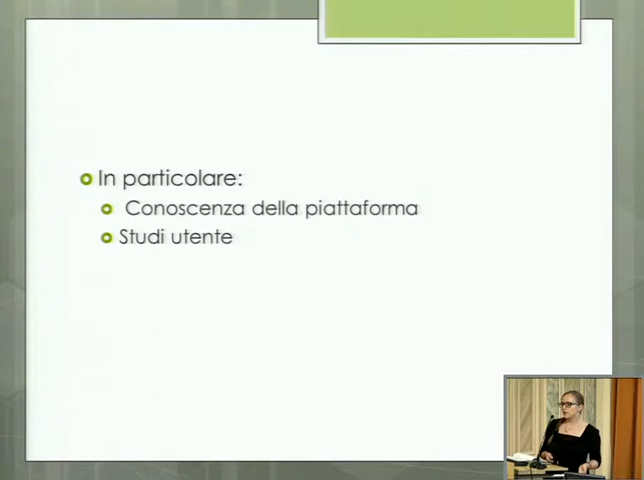 In particolare:
Conoscenza della piattaforma
Studi utente